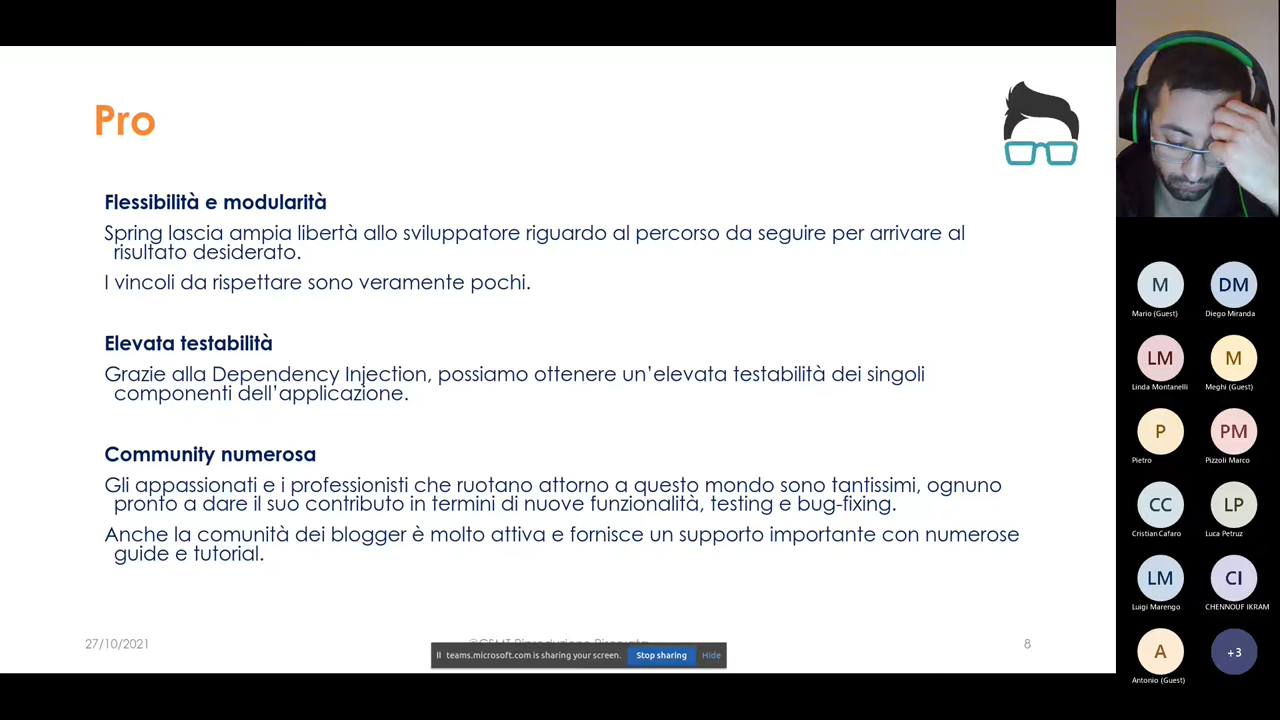 Pro
Flessibilità e modularità
Spring lascia ampia libertà allo sviluppatore riguardo al percorso da seguire per arrivare al
risultato desiderato.
I vincoli da rispettare sono veramente pochi.
Elevata testabilità
Grazie alla Dependency Injection, possiamo ottenere un’elevata testabilità dei singoli
componenti dell’applicazione.
Community numerosa
Gli appassionati e i professionisti che ruotano attorno a questo mondo sono tantissimi, ognuno
pronto a dare il suo contributo in termini di nuove funzionalità, testing e bug-fixing.
Anche la comunità dei blogger è molto attiva e fornisce un supporto importante con numerose
guide e tutorial.
27/10/2021
8
teams.microsoft.com is sharing your screen. Stop sharing Hide
M DM
Mario (Guest) Diego Miranda
LM M
Linda Montanelli Meghi (Guest)
P PM
Pietro Pizzoli Marco
CC LP
Cristian Cafaro Luca Petruz
LM CI
Luigi Marengo CHENNOUF IKRAM
A +3
Antonio (Guest)